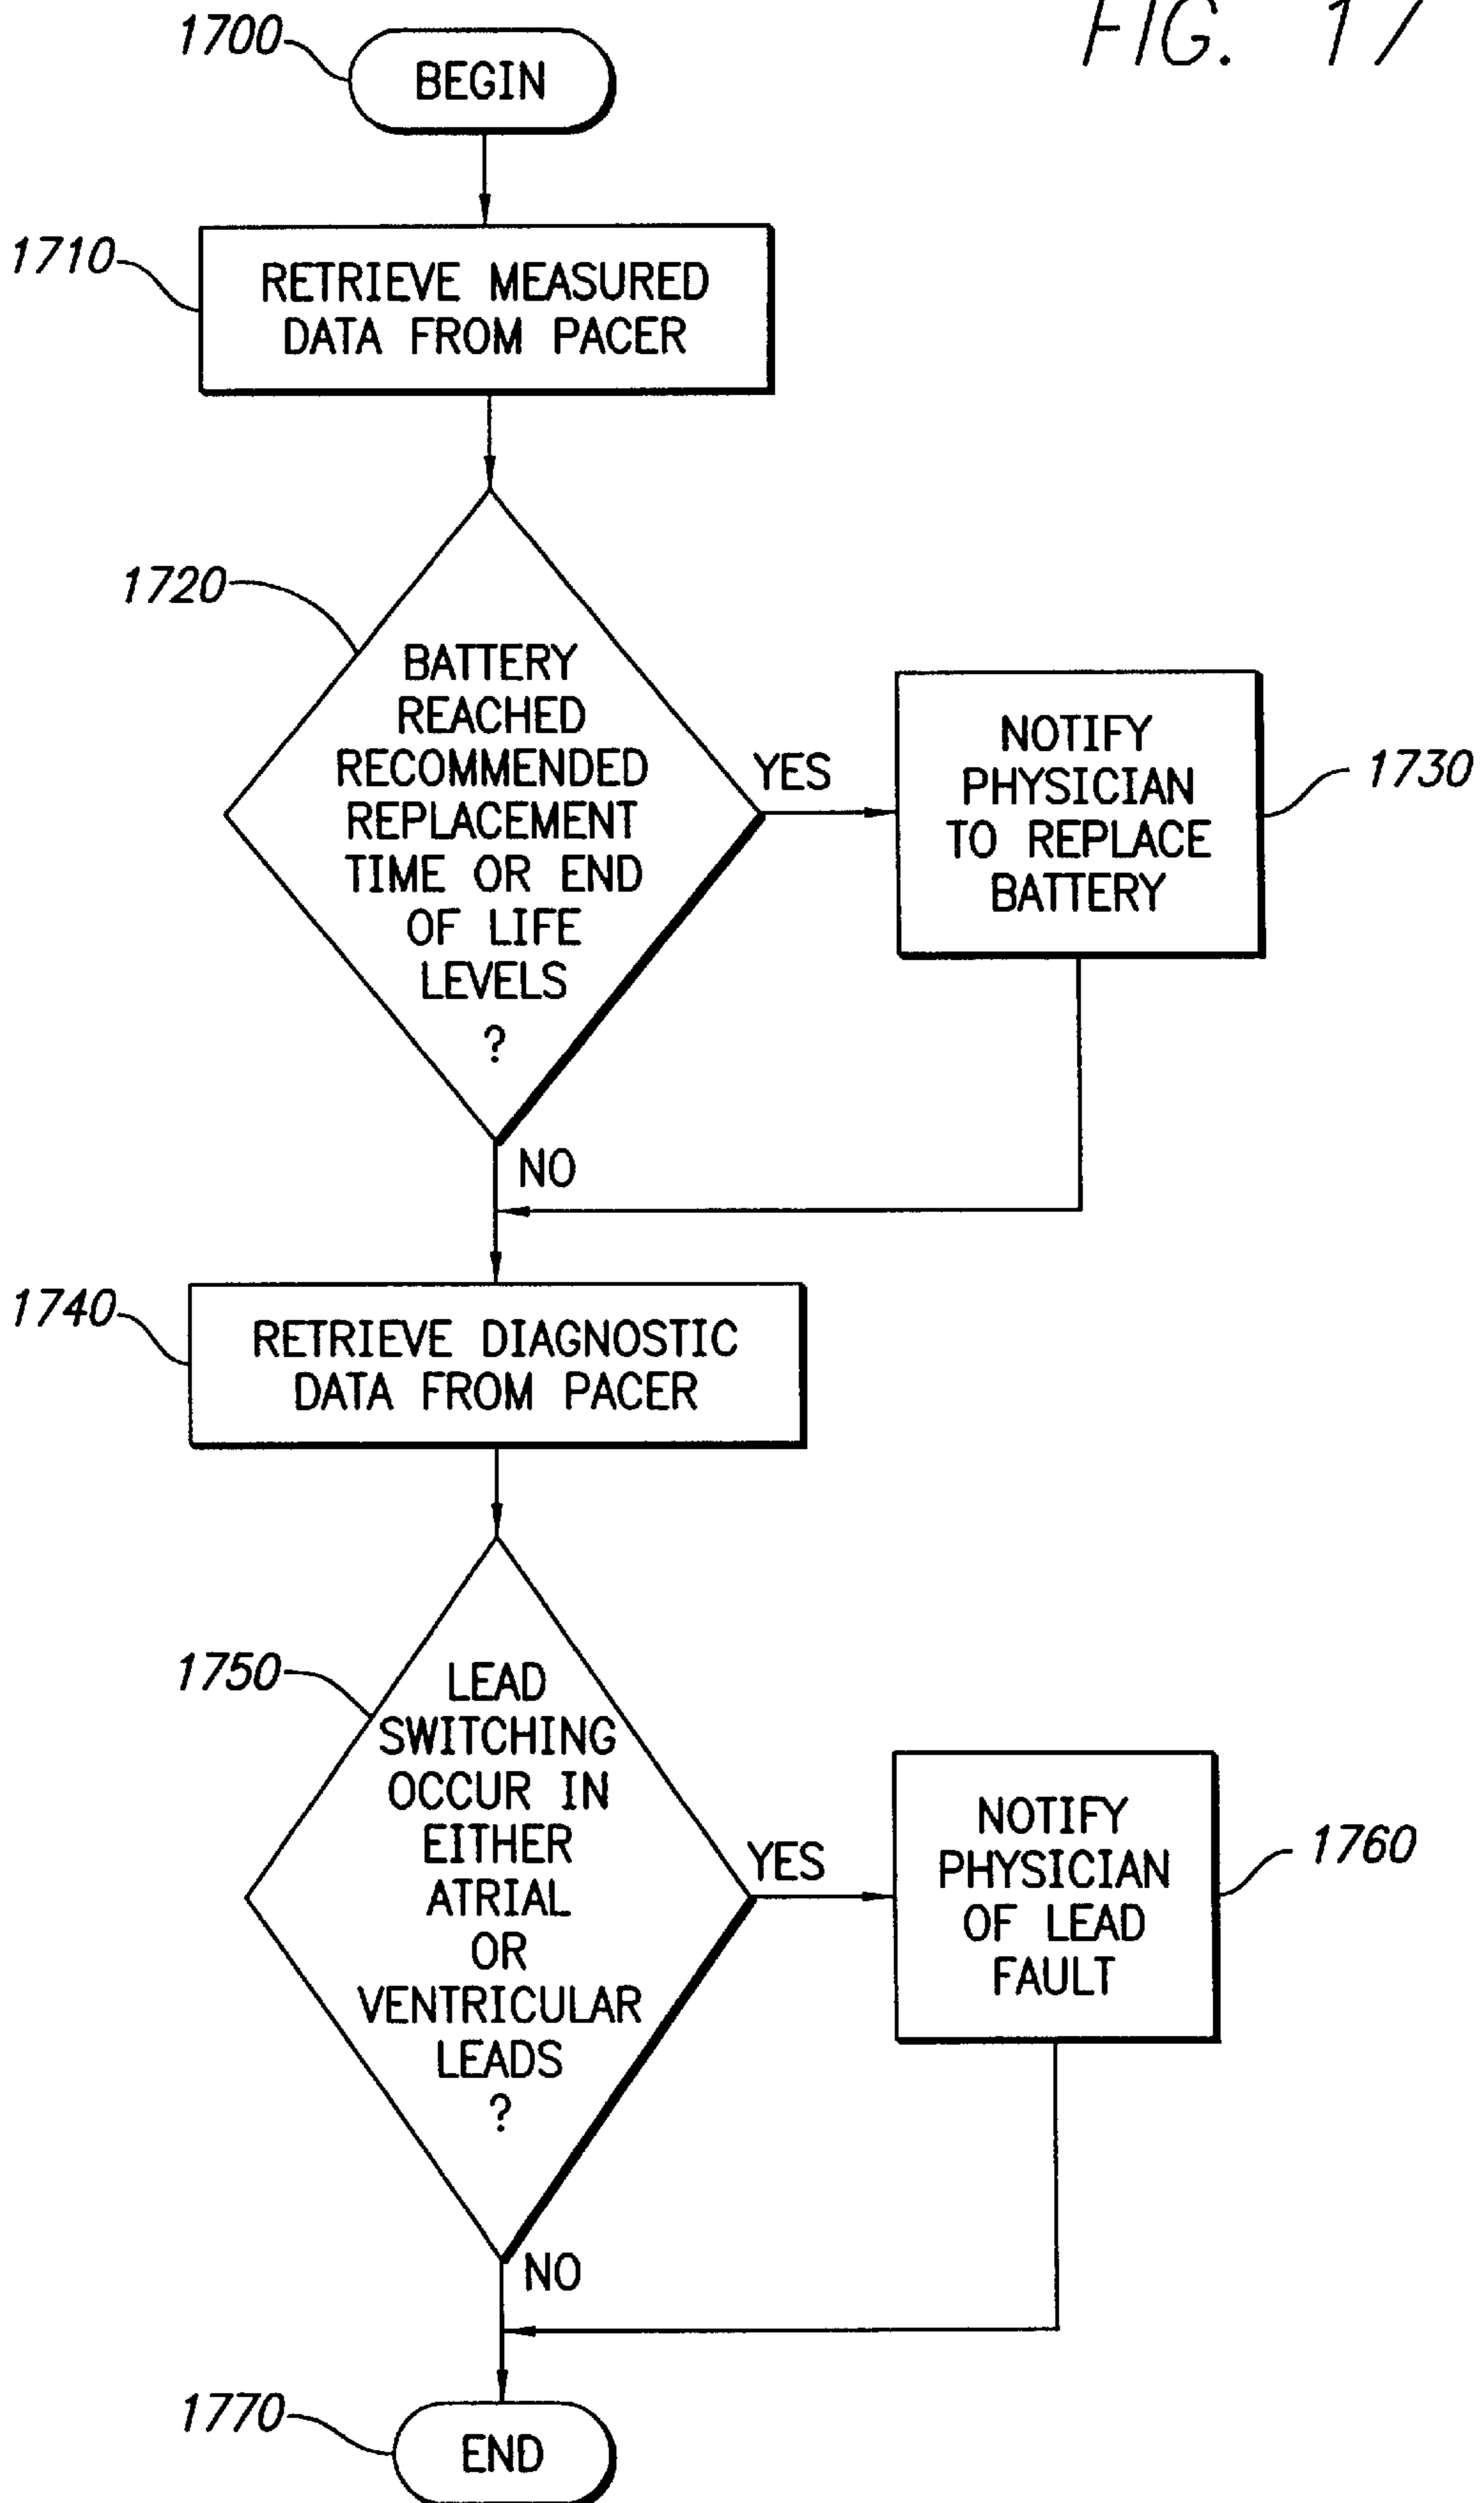 FIG. 17
1700
BEGIN
1710
RETRIEVE MEASURED
DATA FROM PACER
1720
BATTERY
REACHED
RECOMMENDED
REPLACEMENT
TIME OR END
OF LIFE
LEVELS
?
YES
NOTIFY
PHYSICIAN
TO REPLACE
BATTERY
1730
NO
1740
RETRIEVE DIAGNOSTIC
DATA FROM PACER
1750
LEAD
SWITCHING
OCCUR IN
EITHER
ATRIAL
OR
VENTRICULAR
LEADS
?
YES
NOTIFY
PHYSICIAN
OF LEAD
FAULT
1760
NO
1770
END